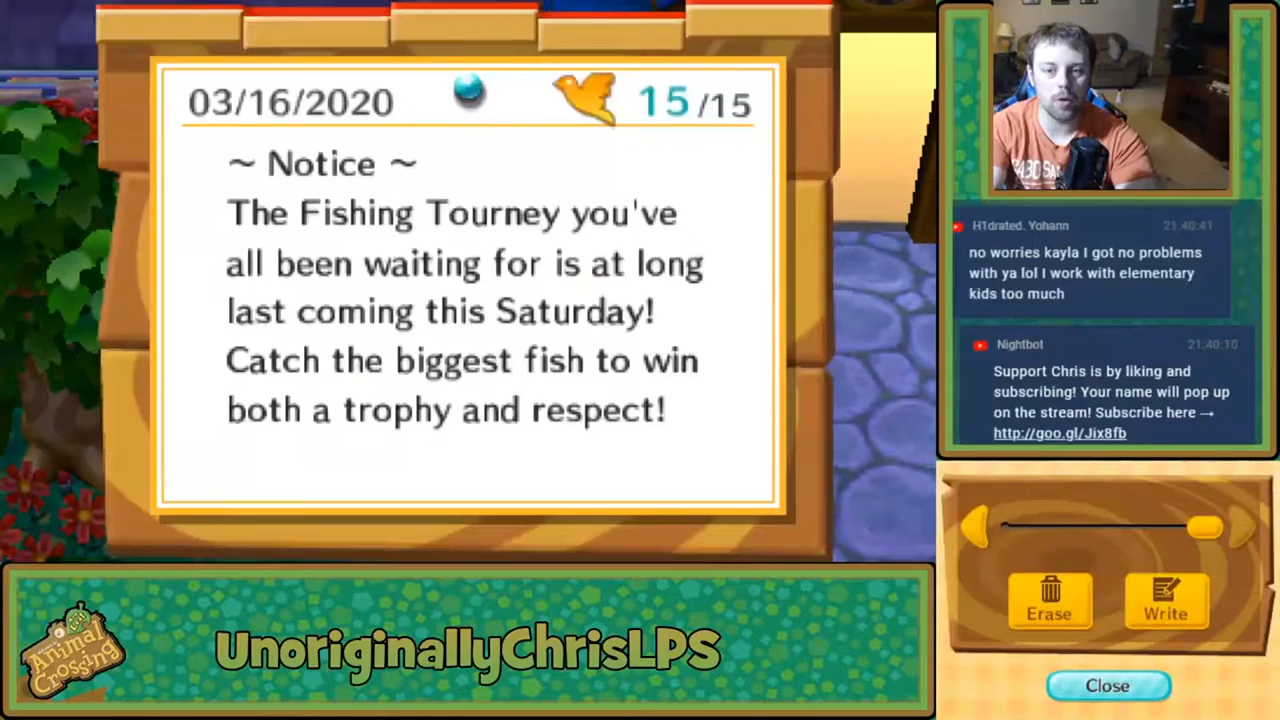 03/16/2020 15/15
~ Notice ~
The Fishing Tourney you've
all been waiting for is at long
last coming this Saturday!
Catch the biggest fish to win
both a trophy and respect!
H1drated. Yohann 21:40:41
no worries kayla I got no problems
with ya lol I work with elementary
kids too much
Nightbot 21:40:10
Support Chris is by liking and
subscribing! Your name will pop up
on the stream! Subscribe here →
http://goo.gl/Jix8fb
Erase
Write
Close
Animal
Crossing
UnoriginallyChrisLPS